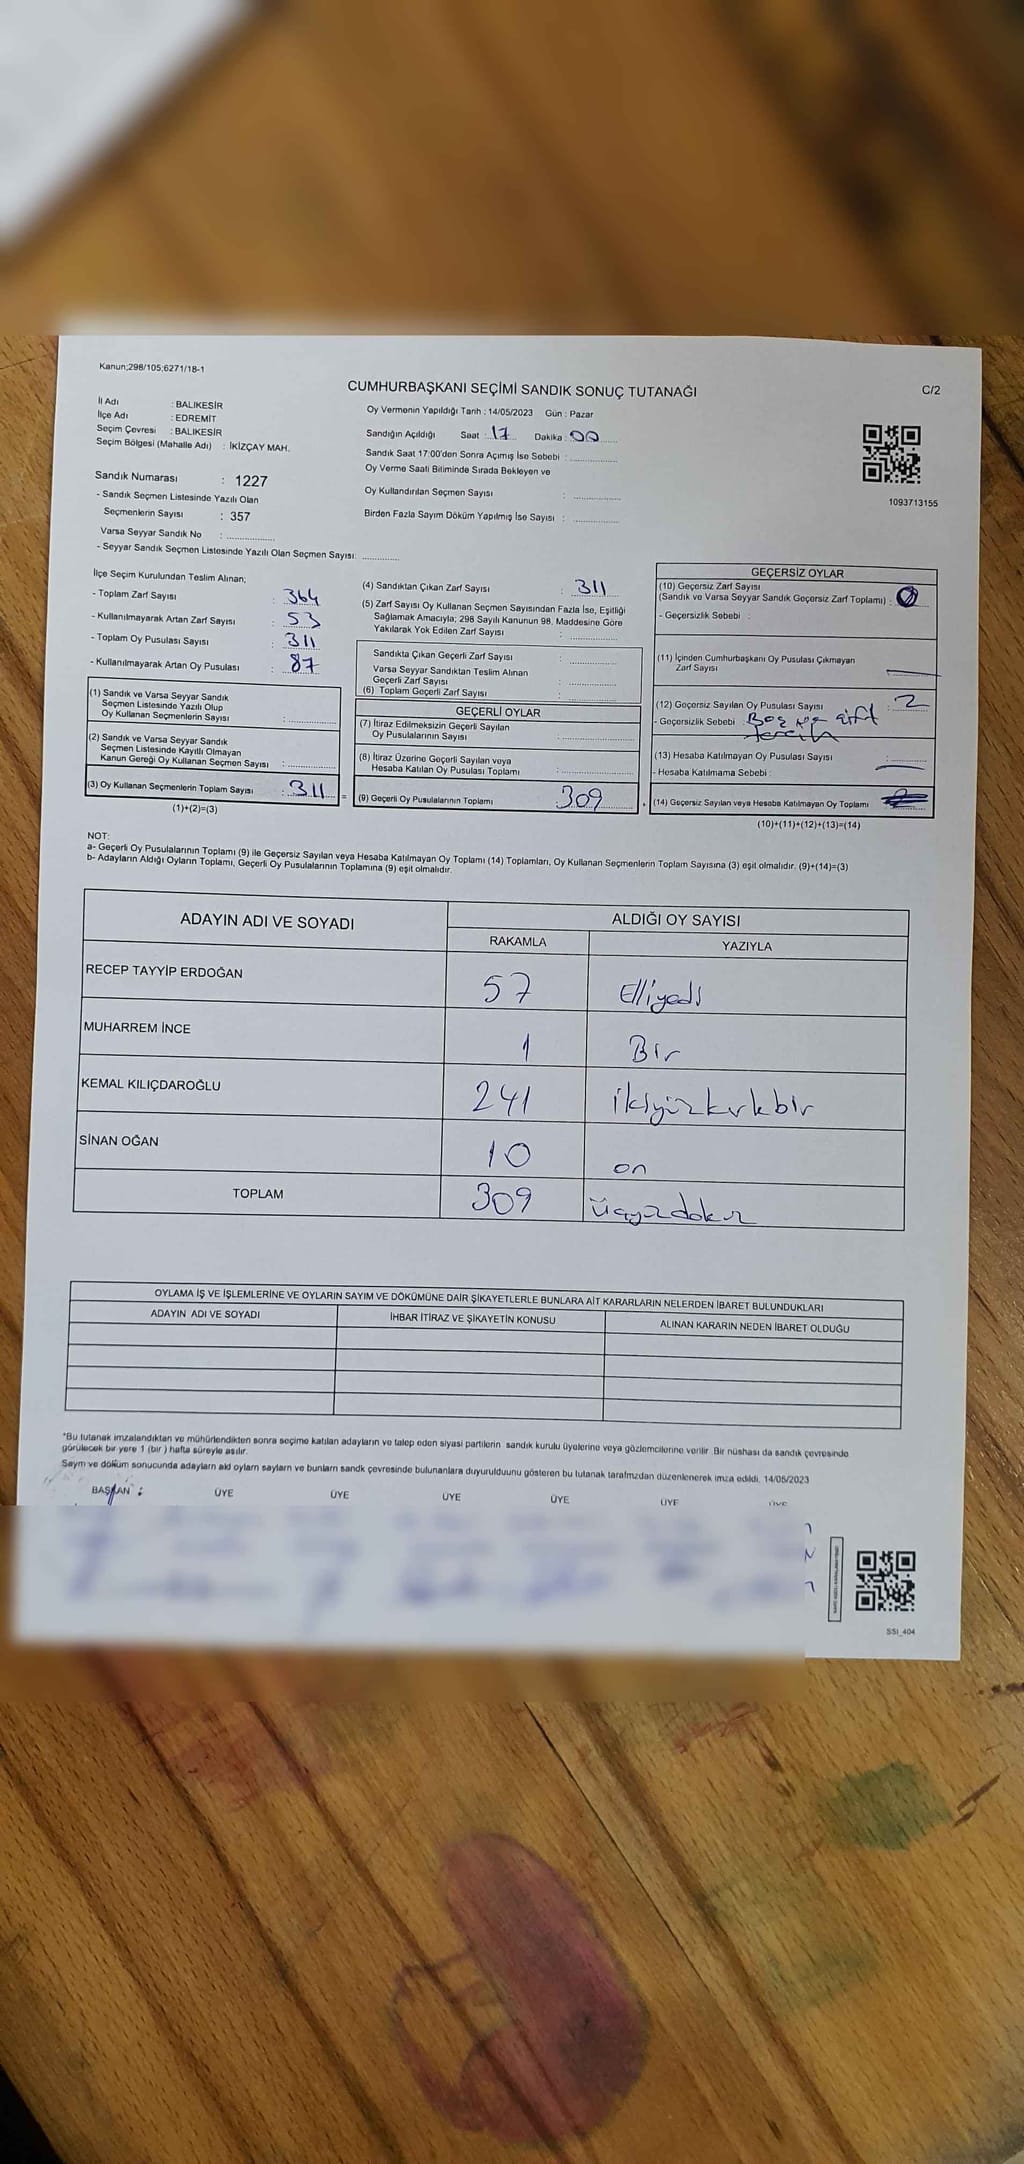 Kanun;298/105;6271/18-1
CUMHURBAŞKANI SEÇİMİ SANDIK SONUÇ TUTANAĞI
C/2
İl Adı : BALIKESİR
İlçe Adı : EDREMİT
Seçim Çevresi : BALIKESİR
Seçim Bölgesi (Mahalle Adı) : İKİZÇAY MAH.
Oy Vermenin Yapıldığı Tarih : 14/05/2023 Gün : Pazar
Sandığın Açıldığı Saat : 17 Dakika : 00
Sandık Saat 17:00'den Sonra Açımış İse Sebebi :
Oy Verme Saati Bitiminde Sırada Bekleyen ve
Oy Kullandırılan Seçmen Sayısı :
Birden Fazla Sayım Döküm Yapılmış İse Sayısı :
1093713155
Sandık Numarası : 1227
- Sandık Seçmen Listesinde Yazılı Olan
Seçmenlerin Sayısı : 357
Varsa Seyyar Sandık No :
- Seyyar Sandık Seçmen Listesinde Yazılı Olan Seçmen Sayısı:
İlçe Seçim Kurulundan Teslim Alınan;
- Toplam Zarf Sayısı : 364
- Kullanılmayarak Artan Zarf Sayısı : 53
- Toplam Oy Pusulası Sayısı : 311
- Kullanılmayarak Artan Oy Pusulası : 87
(1) Sandık ve Varsa Seyyar Sandık
Seçmen Listesinde Yazılı Olup
Oy Kullanan Seçmenlerin Sayısı :
(2) Sandık ve Varsa Seyyar Sandık
Seçmen Listesinde Kayıtlı Olmayan
Kanun Gereği Oy Kullanan Seçmen Sayısı :
(3) Oy Kullanan Seçmenlerin Toplam Sayısı : 311 =
(1)+(2)=(3)
(4) Sandıktan Çıkan Zarf Sayısı : 311
(5) Zarf Sayısı Oy Kullanan Seçmen Sayısından Fazla İse, Eşitliği
Sağlamak Amacıyla; 298 Sayılı Kanunun 98. Maddesine Göre
Yakılarak Yok Edilen Zarf Sayısı :
Sandıkta Çıkan Geçerli Zarf Sayısı :
Varsa Seyyar Sandıktan Teslim Alınan
Geçerli Zarf Sayısı :
(6) Toplam Geçerli Zarf Sayısı :
GEÇERLİ OYLAR
(7) İtiraz Edilmeksizin Geçerli Sayılan
Oy Pusulalarının Sayısı :
(8) İtiraz Üzerine Geçerli Sayılan veya
Hesaba Katılan Oy Pusulası Toplamı :
(9) Geçerli Oy Pusulalarının Toplamı 309 +
GEÇERSİZ OYLAR
(10) Geçersiz Zarf Sayısı
(Sandık ve Varsa Seyyar Sandık Geçersiz Zarf Toplamı) : 0
- Geçersizlik Sebebi :
(11) İçinden Cumhurbaşkanı Oy Pusulası Çıkmayan
Zarf Sayısı
(12) Geçersiz Sayılan Oy Pusulası Sayısı : 2
- Geçersizlik Sebebi : Boş ve çift
tercih
(13) Hesaba Katılmayan Oy Pusulası Sayısı :
- Hesaba Katılmama Sebebi :
(14) Geçersiz Sayılan veya Hesaba Katılmayan Oy Toplamı
(10)+(11)+(12)+(13)=(14)
NOT:
a- Geçerli Oy Pusulalarının Toplamı (9) ile Geçersiz Sayılan veya Hesaba Katılmayan Oy Toplamı (14) Toplamları, Oy Kullanan Seçmenlerin Toplam Sayısına (3) eşit olmalıdır. (9)+(14)=(3)
b- Adayların Aldığı Oyların Toplamı, Geçerli Oy Pusulalarının Toplamına (9) eşit olmalıdır.
ADAYIN ADI VE SOYADI ALDIĞI OY SAYISI
RAKAMLA YAZIYLA
RECEP TAYYİP ERDOĞAN 57 Elliyedi
MUHARREM İNCE 1 Bir
KEMAL KILIÇDAROĞLU 241 ikiyüzkırkbir
SİNAN OĞAN 10 on
TOPLAM 309 üçyüzdokuz
OYLAMA İŞ VE İŞLEMLERİNE VE OYLARIN SAYIM VE DÖKÜMÜNE DAİR ŞİKAYETLERLE BUNLARA AİT KARARLARIN NELERDEN İBARET BULUNDUKLARI
ADAYIN ADI VE SOYADI İHBAR İTİRAZ VE ŞİKAYETİN KONUSU ALINAN KARARIN NEDEN İBARET OLDUĞU
*Bu tutanak imzalandıktan ve mühürlendikten sonra seçime katılan adayların ve talep eden siyasi partilerin sandık kurulu üyelerine veya gözlemcilerine verilir. Bir nüshası da sandık çevresinde
görülecek bir yere 1 (bir ) hafta süreyle asılır.
Sayım ve döküm sonucunda adayların aldı oyların sayları ve bunların sandk çevresinde bulunanlara duyurulduunu gösteren bu tutanak tarafmzdan düzenlenerek imza edildi. 14/05/2023
BAŞKAN ÜYE ÜYE ÜYE ÜYE ÜYE ÜYE
SSI_404